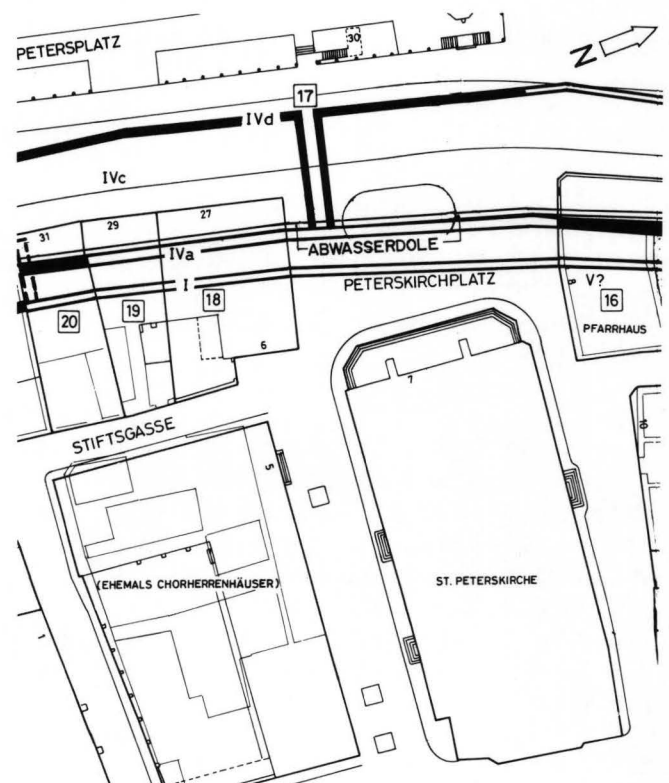 PETERSPLATZ
30
N
17
IVd
IVc
31
29
27
IVa
ABWASSERDOLE
I
PETERSKIRCHPLATZ
V?
16
PFARRHAUS
20
19
18
6
7
10
STIFTSGASSE
5
(EHEMALS CHORHERRENHÄUSER)
ST. PETERSKIRCHE
1